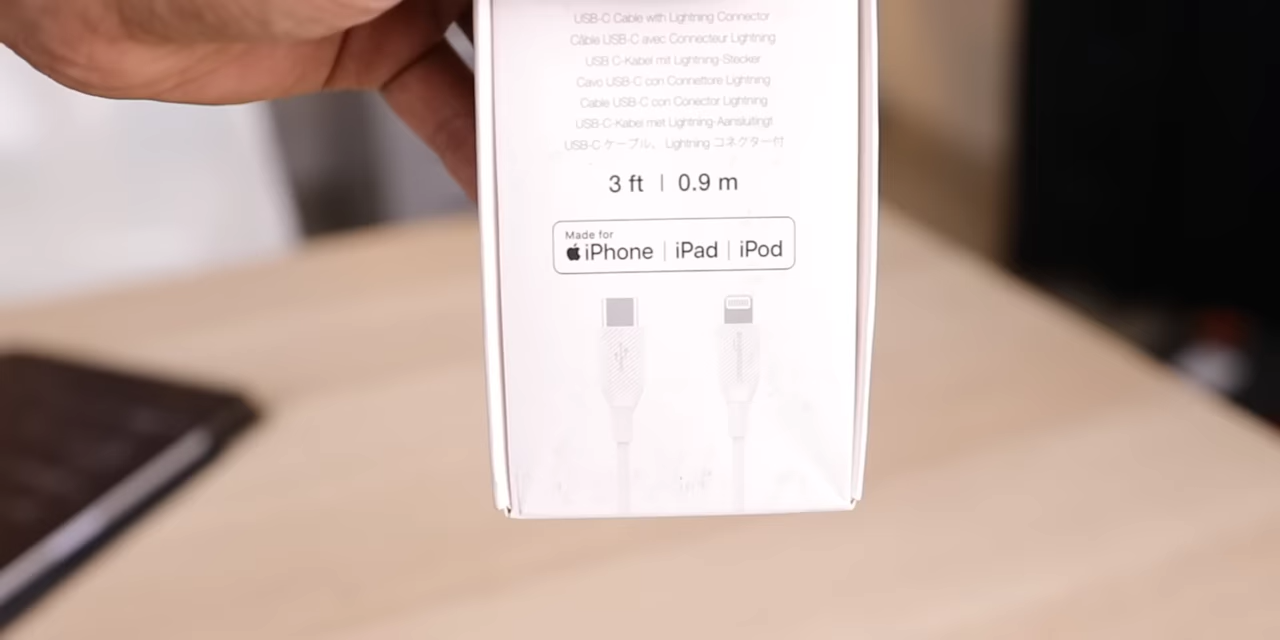 USB-C Cable with Lightning Connector
Câble USB-C avec Connecteur Lightning
USB C-Kabel mit Lightning-Stecker
Cavo USB-C con Connettore Lightning
Cable USB-C con Conector Lightning
USB-C-Kabel met Lightning-Aansluitingt
USB-C ケーブル、 Lightning コネクター付
3 ft | 0.9 m
Made for
iPhone | iPad | iPod